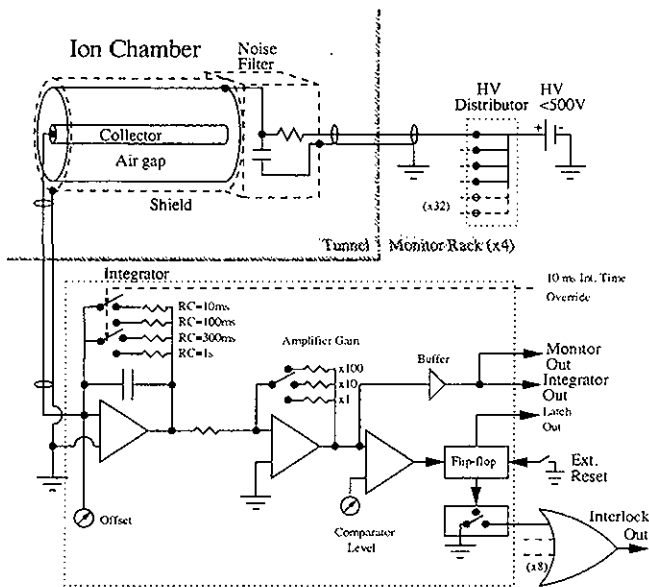 Ion Chamber
Noise
Filter
HV
Distributor
HV
<500V
+
-
Collector
Air gap
Shield
(x32)
Tunnel
Monitor Rack (x4)
Integrator
10 ms Int. Time
Override
RC=10ms
RC=100ms
RC=300ms
RC=1s
Amplifier Gain
x100
x10
x1
Buffer
Monitor
Out
Integrator
Out
Latch
Out
Flip-flop
Ext.
Reset
Offset
Comparator
Level
Interlock
Out
(x8)